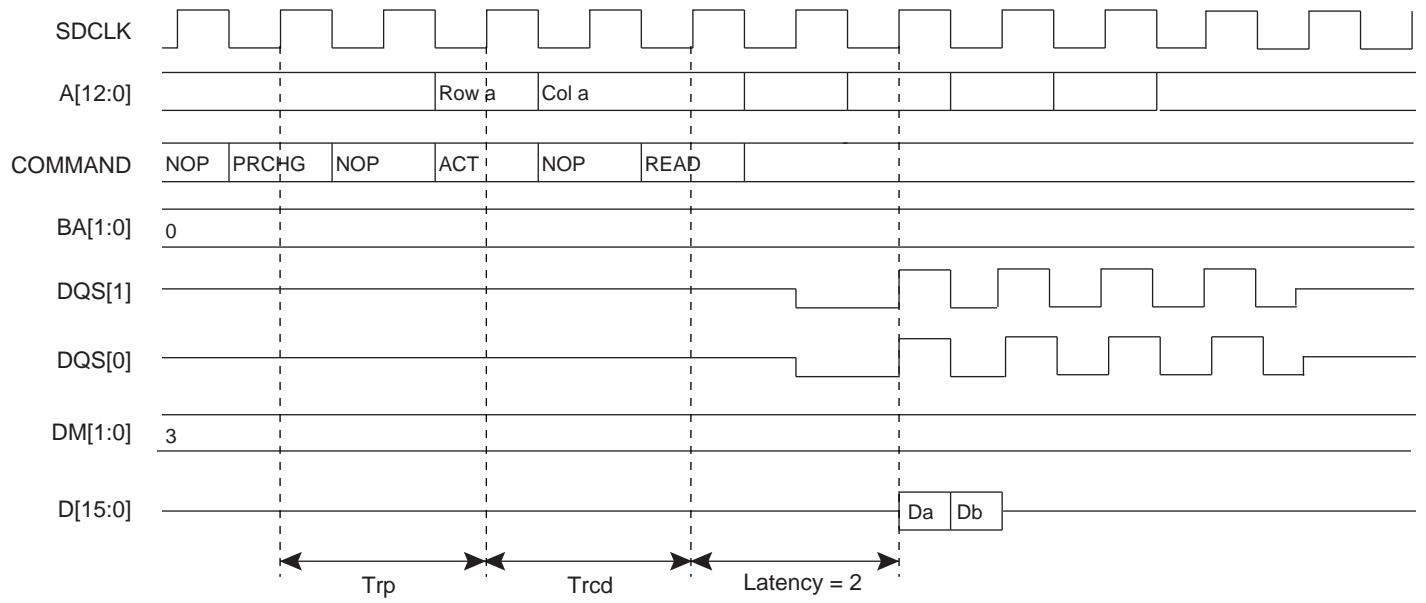 SDCLK
A[12:0] Row a Col a
COMMAND NOP PRCHG NOP ACT NOP READ
BA[1:0] 0
DQS[1]
DQS[0]
DM[1:0] 3
D[15:0] Da Db
Trp Trcd Latency = 2